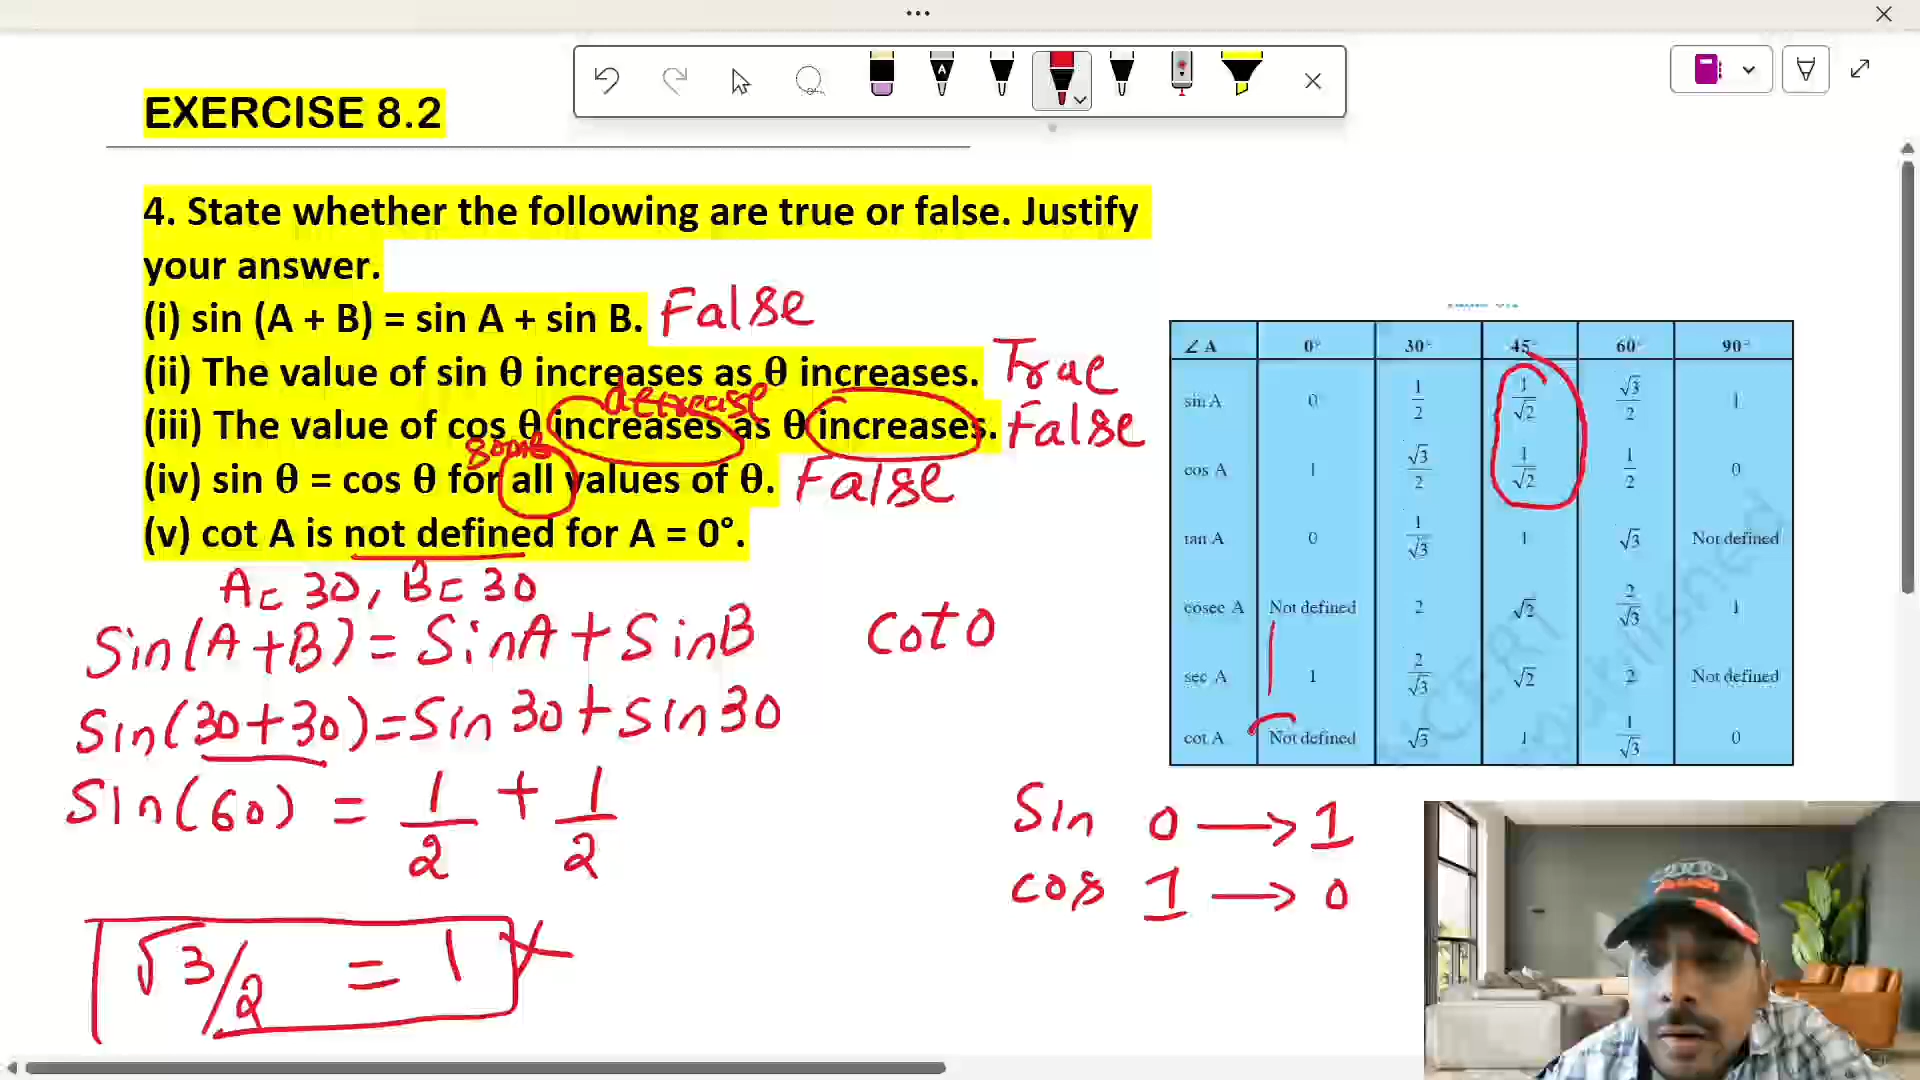 EXERCISE 8.2
4. State whether the following are true or false. Justify
your answer.
(i) sin (A + B) = sin A + sin B. False
(ii) The value of sin θ increases as θ increases. True
decrease
(iii) The value of cos θ increases as θ increases. False
some
(iv) sin θ = cos θ for all values of θ. False
(v) cot A is not defined for A = 0°.
A = 30, B = 30
Sin(A+B) = SinA + SinB
Sin(30+30) = Sin 30 + Sin 30
Sin(60) = 1/2 + 1/2
√3/2 = 1 ×
cot 0
∠A 0° 30° 45° 60° 90°
sin A 0 1/2 1/√2 √3/2 1
cos A 1 √3/2 1/√2 1/2 0
tan A 0 1/√3 1 √3 Not defined
cosec A Not defined 2 √2 2/√3 1
sec A 1 2/√3 √2 2 Not defined
cot A Not defined √3 1 1/√3 0
Sin 0 → 1
cos 1 → 0